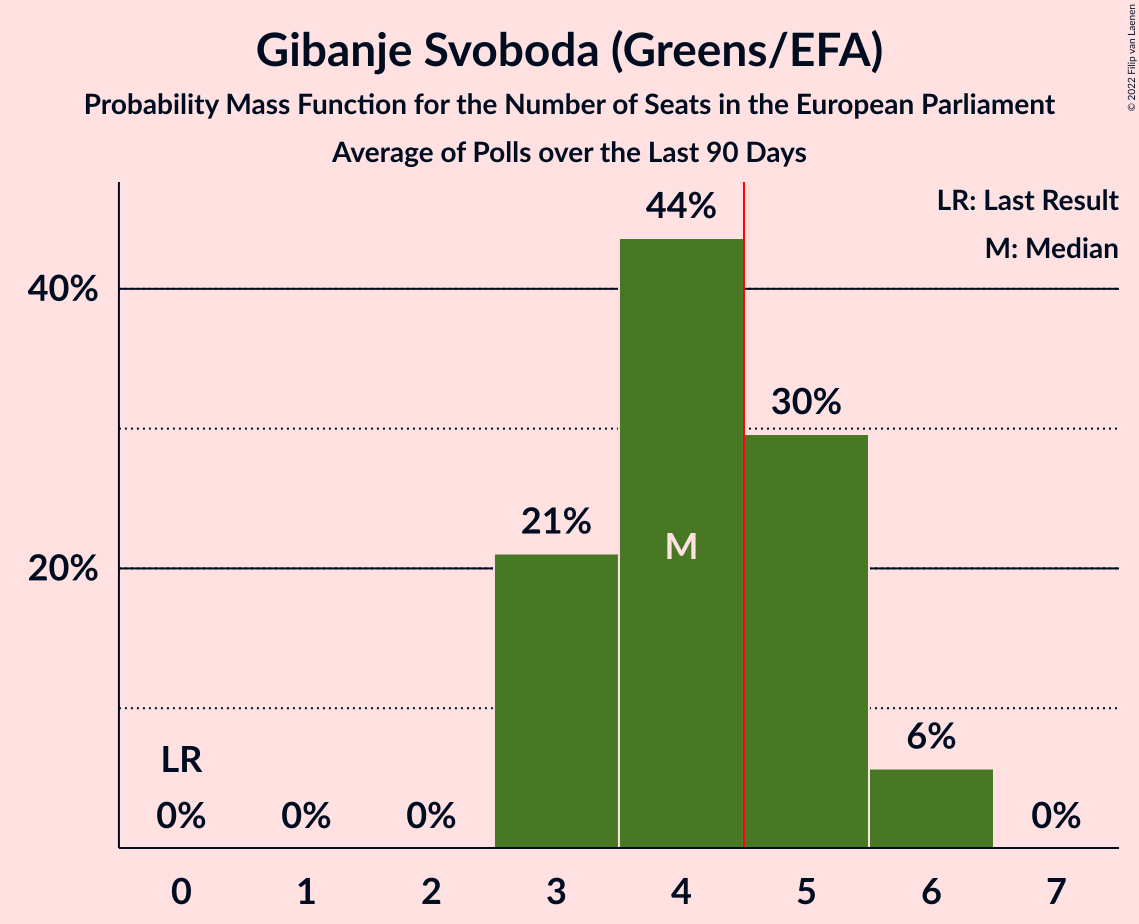 Gibanje Svoboda (Greens/EFA)
Probability Mass Function for the Number of Seats in the European Parliament
Average of Polls over the Last 90 Days
© 2022 Filip van Laenen
LR: Last Result
M: Median
44%
40%
30%
21%
M
20%
6%
LR
0% 0% 0% 0%
0 1 2 3 4 5 6 7